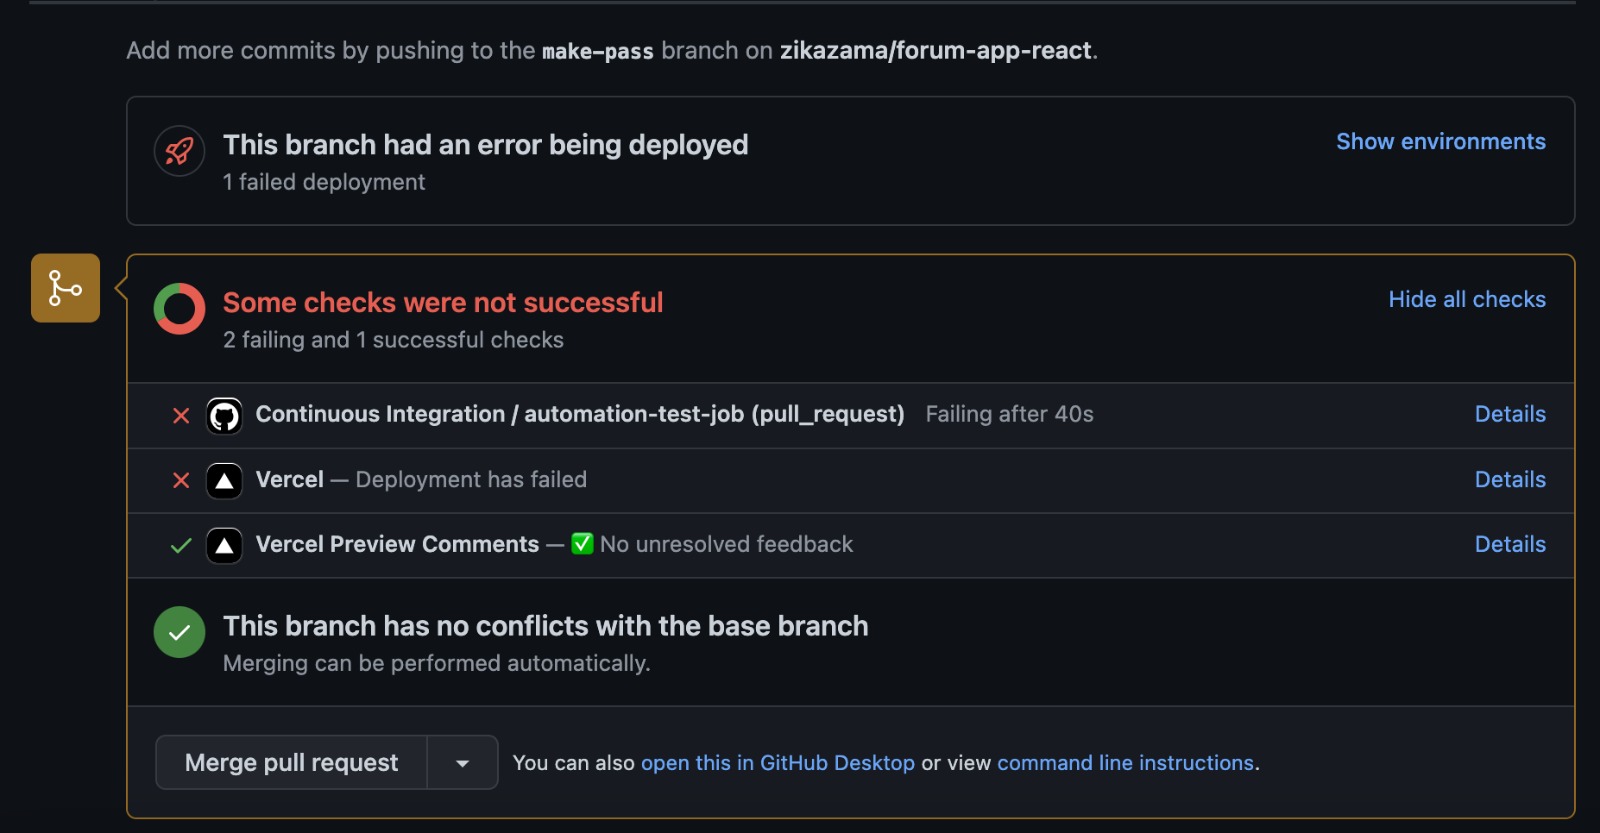 Add more commits by pushing to the make-pass branch on zikazama/forum-app-react.
This branch had an error being deployed
Show environments
1 failed deployment
Some checks were not successful
Hide all checks
2 failing and 1 successful checks
Continuous Integration / automation-test-job (pull_request) Failing after 40s Details
Vercel — Deployment has failed Details
Vercel Preview Comments — ✅ No unresolved feedback Details
This branch has no conflicts with the base branch
Merging can be performed automatically.
Merge pull request
You can also open this in GitHub Desktop or view command line instructions.